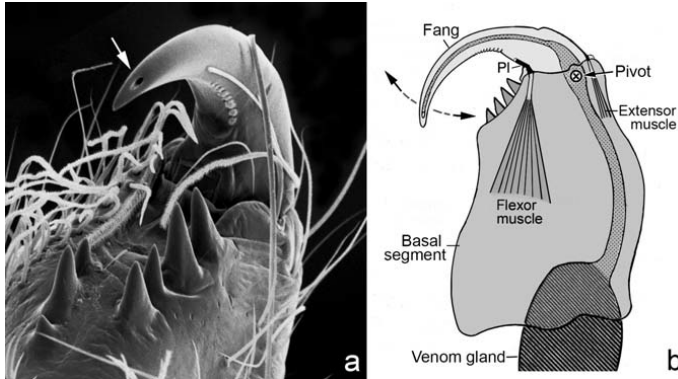 Fang
Pl
Pivot
Extensor
muscle
Flexor
muscle
Basal
segment
Venom gland
a
b